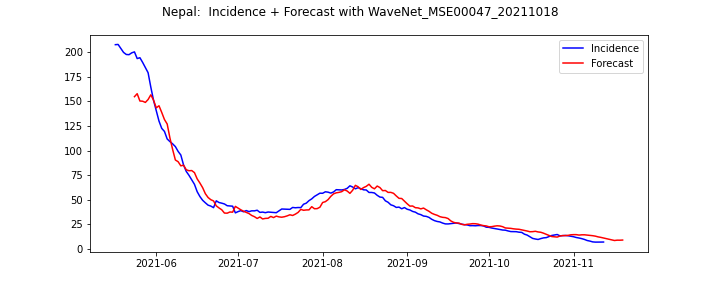 Nepal:  Incidence + Forecast with WaveNet_MSE00047_20211018
Incidence
Forecast
200
175
150
125
100
75
50
25
0
2021-06 2021-07 2021-08 2021-09 2021-10 2021-11